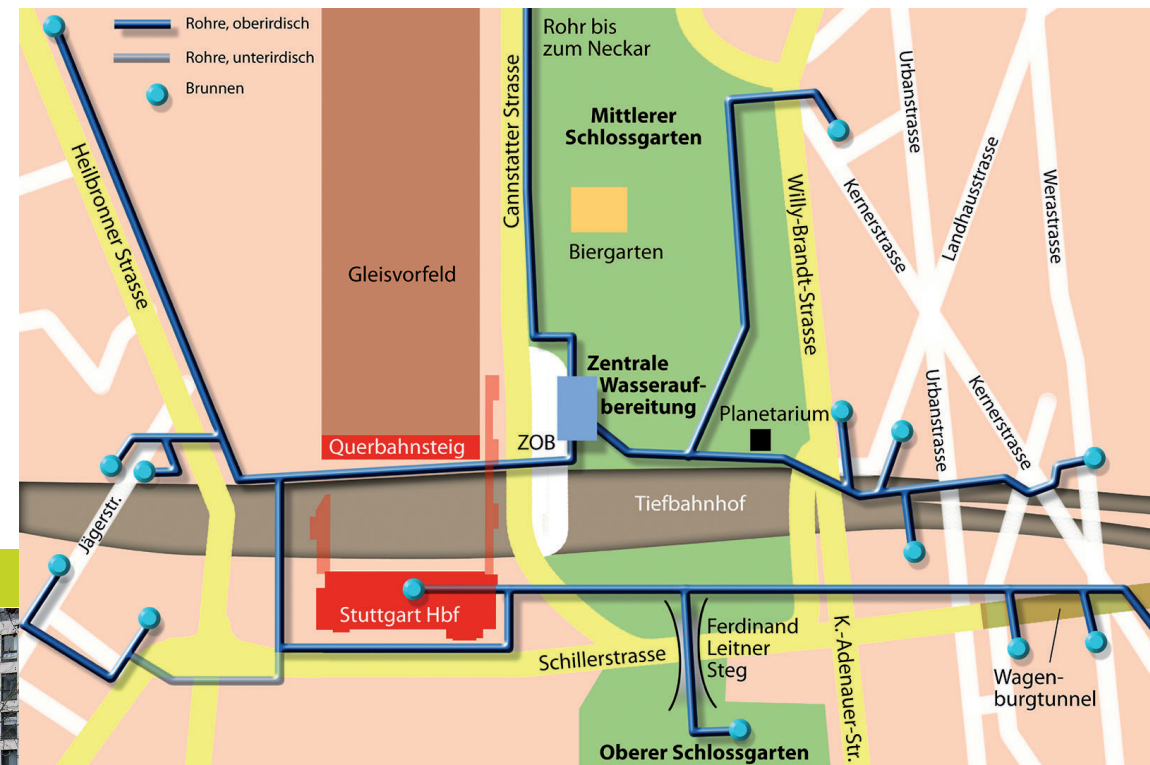 Rohre, oberirdisch
Rohre, unterirdisch
Brunnen
Rohr bis
zum Neckar
Mittlerer
Schlossgarten
Cannstatter Strasse
Heilbronner Strasse
Urbanstrasse
Landhausstrasse
Werastrasse
Kernerstrasse
Willy-Brandt-Strasse
Biergarten
Gleisvorfeld
Zentrale
Wasserauf-
bereitung
Planetarium
Urbanstrasse
Kernerstrasse
Querbahnsteig
ZOB
Tiefbahnhof
Jägerstr.
Stuttgart Hbf
Schillerstrasse
Ferdinand
Leitner
Steg
K.-Adenauer-Str.
Wagen-
burgtunnel
Oberer Schlossgarten